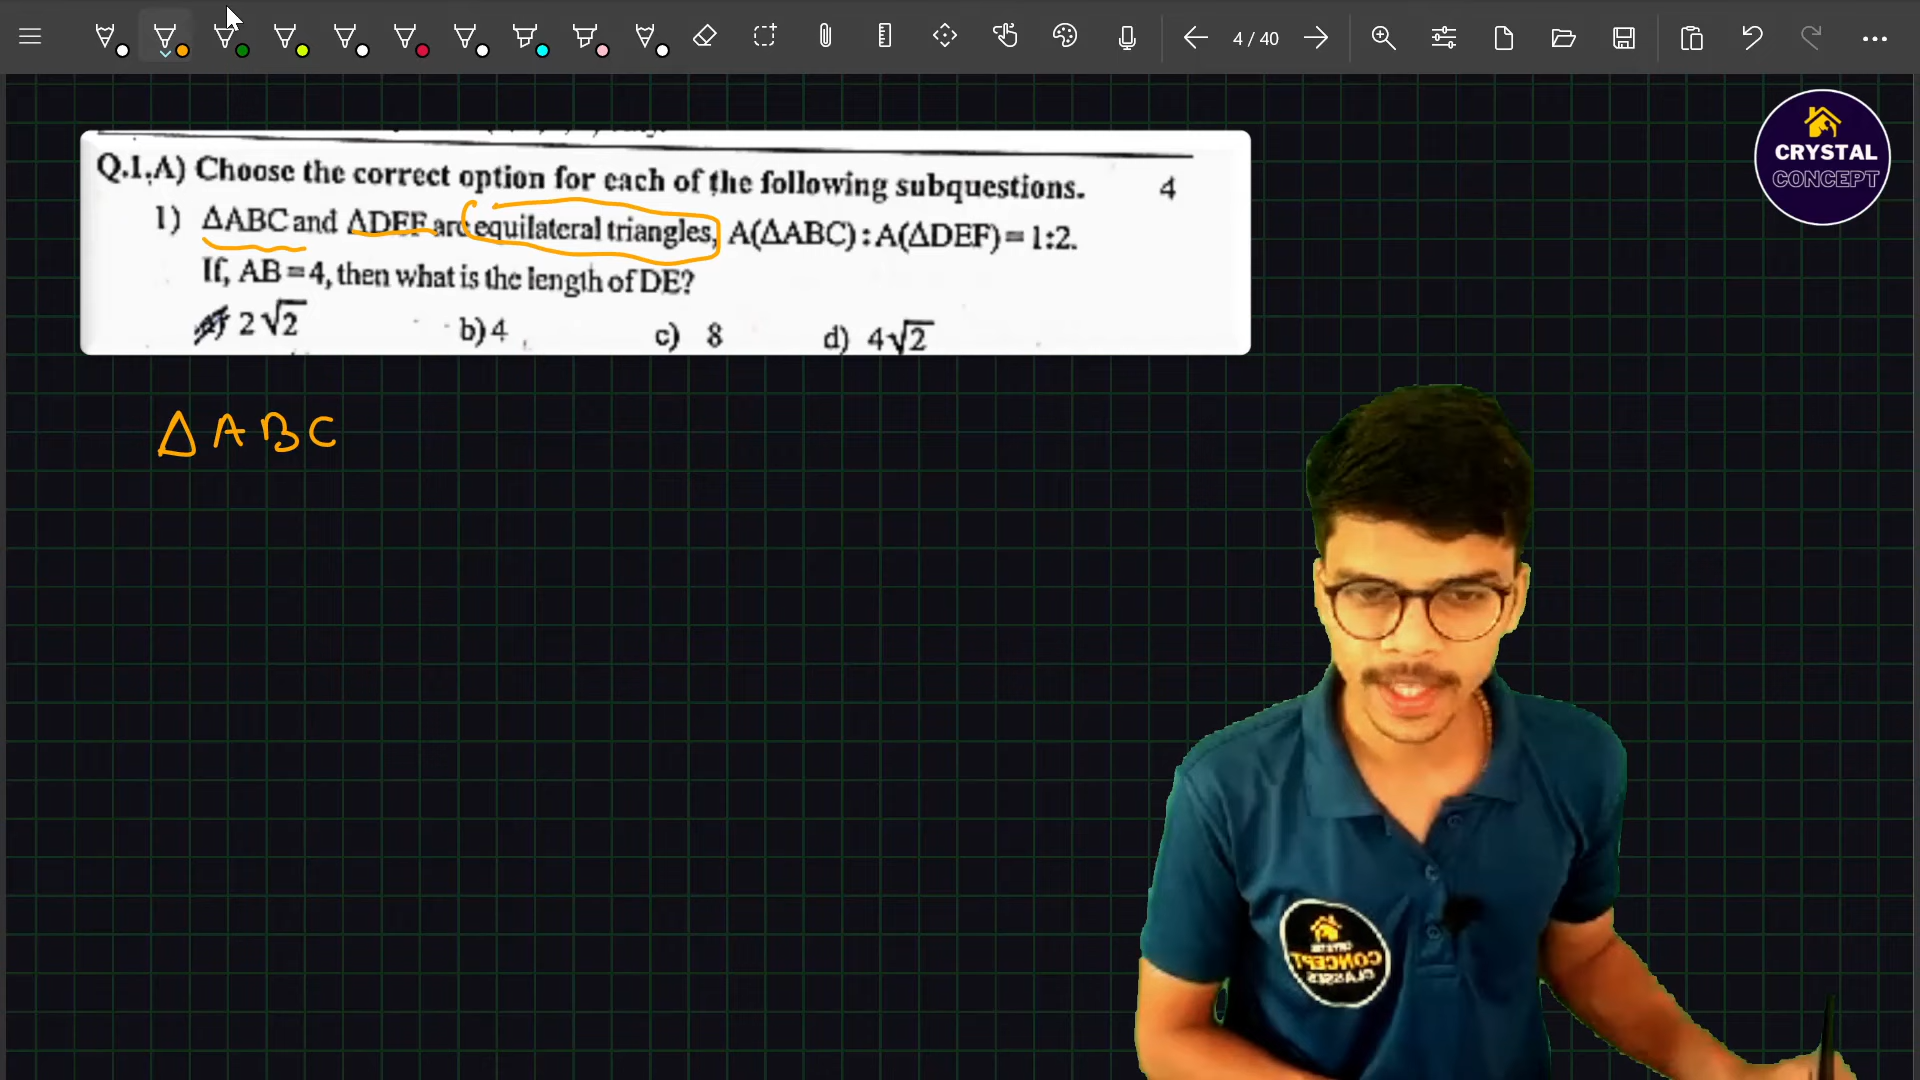 4 / 40
CRYSTAL
CONCEPT
Q.1.A) Choose the correct option for each of the following subquestions. 4
1) ΔABC and ΔDEF are equilateral triangles, A(ΔABC) : A(ΔDEF) = 1:2.
If, AB = 4, then what is the length of DE?
2√2 b) 4 c) 8 d) 4√2
Δ A B C
CONCEPT
CLASSES